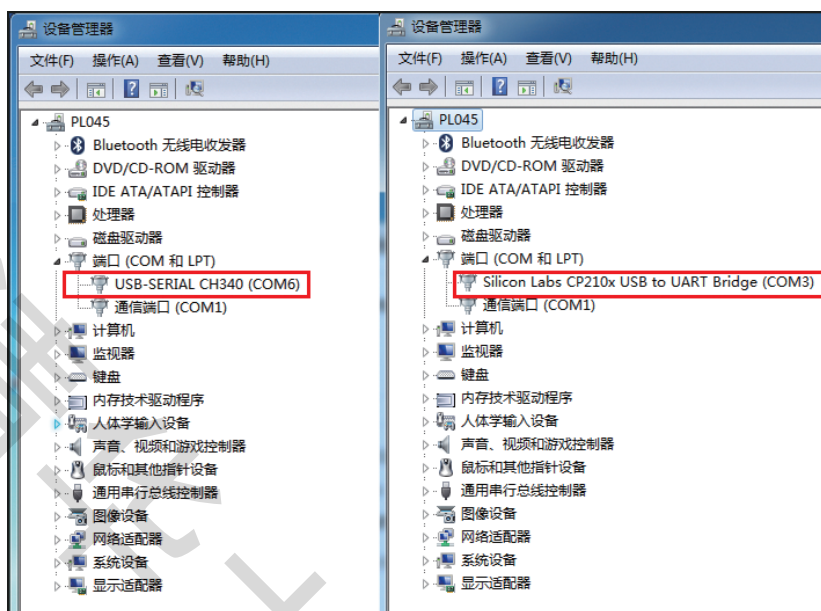 设备管理器
文件(F) 操作(A) 查看(V) 帮助(H)
PL045
Bluetooth 无线电收发器
DVD/CD-ROM 驱动器
IDE ATA/ATAPI 控制器
处理器
磁盘驱动器
端口 (COM 和 LPT)
USB-SERIAL CH340 (COM6)
通信端口 (COM1)
计算机
监视器
键盘
内存技术驱动程序
人体学输入设备
声音、视频和游戏控制器
鼠标和其他指针设备
通用串行总线控制器
图像设备
网络适配器
系统设备
显示适配器
设备管理器
文件(F) 操作(A) 查看(V) 帮助(H)
PL045
Bluetooth 无线电收发器
DVD/CD-ROM 驱动器
IDE ATA/ATAPI 控制器
处理器
磁盘驱动器
端口 (COM 和 LPT)
Silicon Labs CP210x USB to UART Bridge (COM3)
通信端口 (COM1)
计算机
监视器
键盘
内存技术驱动程序
人体学输入设备
声音、视频和游戏控制器
鼠标和其他指针设备
通用串行总线控制器
图像设备
网络适配器
系统设备
显示适配器